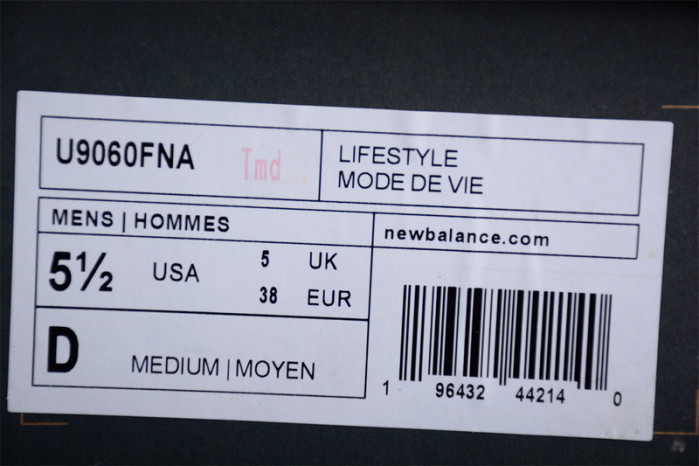 U9060FNA Tmd
LIFESTYLE
MODE DE VIE
MENS | HOMMES
newbalance.com
5½ USA
5 UK
38 EUR
D MEDIUM | MOYEN
1 96432 44214 0